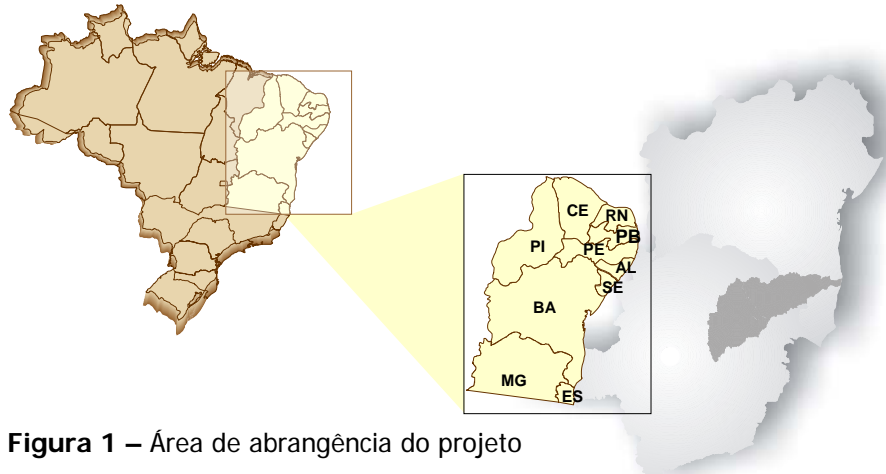 CE
RN
PB
PE
PI
AL
SE
BA
MG
ES
Figura 1 – Área de abrangência do projeto